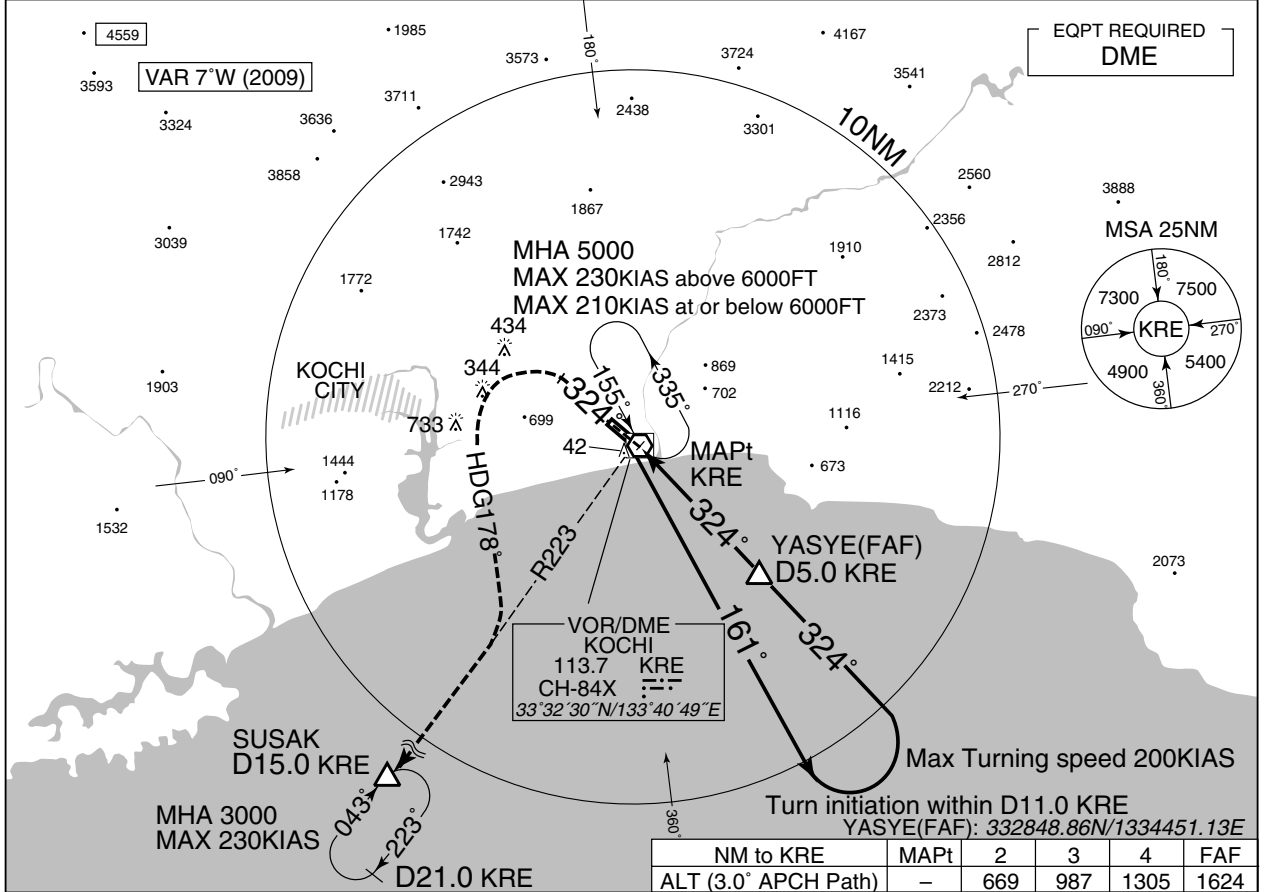 4559
1985
4167
EQPT REQUIRED
DME
180°
3573
3724
3593
VAR 7°W (2009)
3541
3711
2438
3324
3636
3301
10NM
3858
2943
2560
1867
3888
2356
3039
1742
MHA 5000
MAX 230KIAS above 6000FT
MAX 210KIAS at or below 6000FT
1910
2812
MSA 25NM
180°
7300
7500
090°
KRE
270°
4900
5400
360°
1772
2373
2478
434
344
869
1415
KOCHI
CITY
1903
155°
335°
702
2212
270°
324°
733
699
1116
42
MAPt
KRE
673
1444
1178
090°
HDG178°
1532
324°
R223
YASYE(FAF)
D5.0 KRE
2073
161°
324°
VOR/DME
KOCHI
113.7 KRE
CH-84X
33°32´30˝N/133°40´49˝E
SUSAK
D15.0 KRE
Max Turning speed 200KIAS
MHA 3000
MAX 230KIAS
043°
223°
D21.0 KRE
360°
Turn initiation within D11.0 KRE
YASYE(FAF): 332848.86N/1334451.13E
NM to KRE MAPt 2 3 4 FAF
ALT (3.0° APCH Path) – 669 987 1305 1624